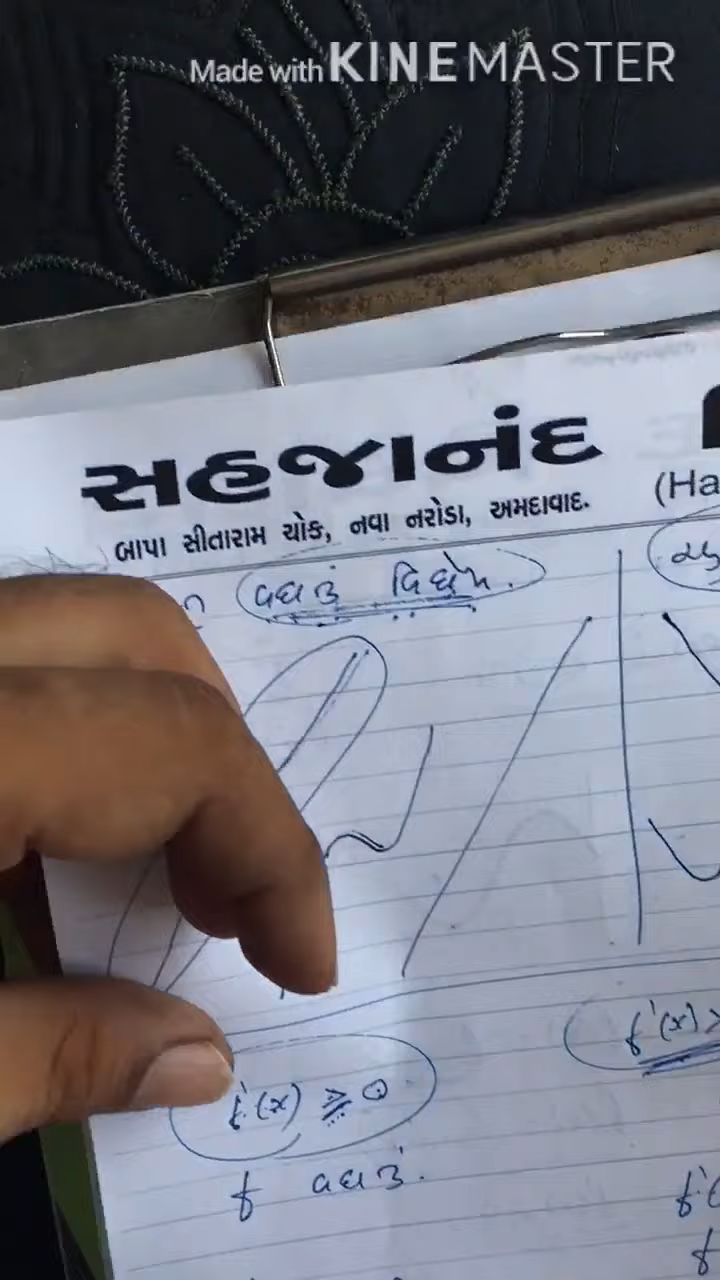 Made with KINEMASTER
સહજાનંદ
(Ha
બાપા સીતારામ ચોક, નવા નરોડા, અમદાવાદ.
વધતું વિધેય.
f'(x) ≥ 0
f'(x) >
f વધતું.
f'(
f